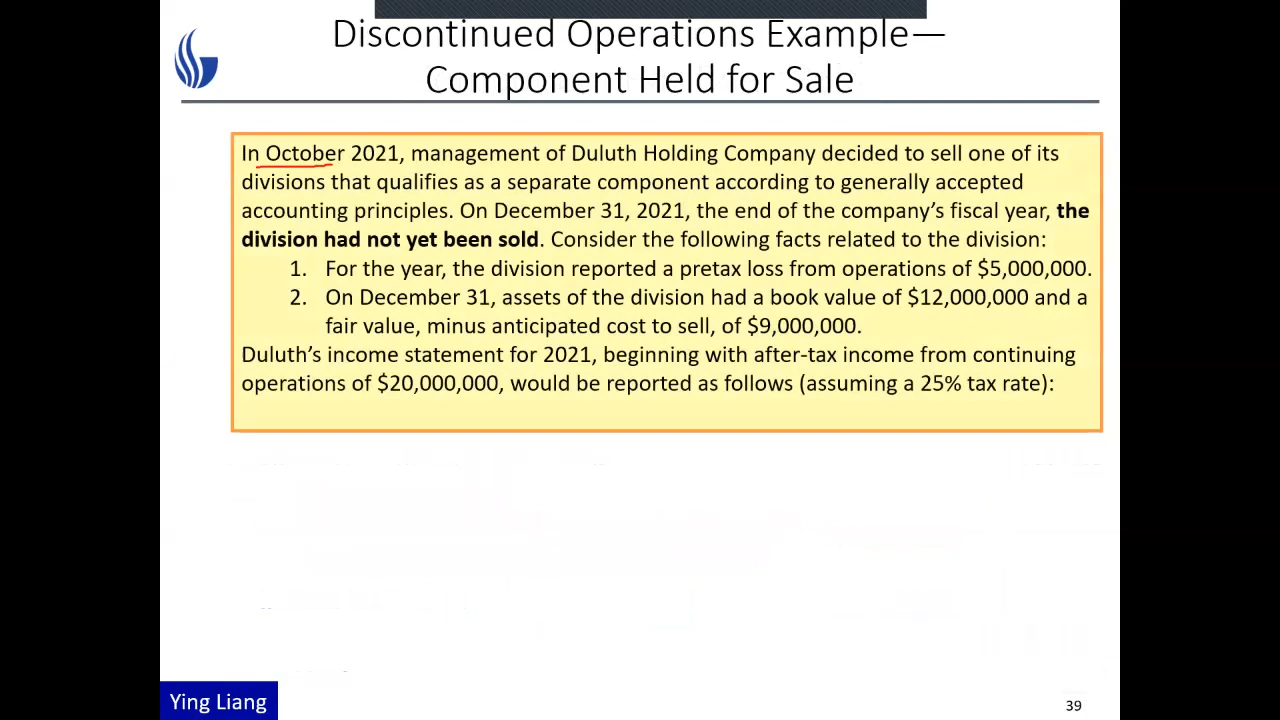 Discontinued Operations Example—
Component Held for Sale
In October 2021, management of Duluth Holding Company decided to sell one of its
divisions that qualifies as a separate component according to generally accepted
accounting principles. On December 31, 2021, the end of the company’s fiscal year, the
division had not yet been sold. Consider the following facts related to the division:
1. For the year, the division reported a pretax loss from operations of $5,000,000.
2. On December 31, assets of the division had a book value of $12,000,000 and a
fair value, minus anticipated cost to sell, of $9,000,000.
Duluth’s income statement for 2021, beginning with after-tax income from continuing
operations of $20,000,000, would be reported as follows (assuming a 25% tax rate):
Ying Liang
39